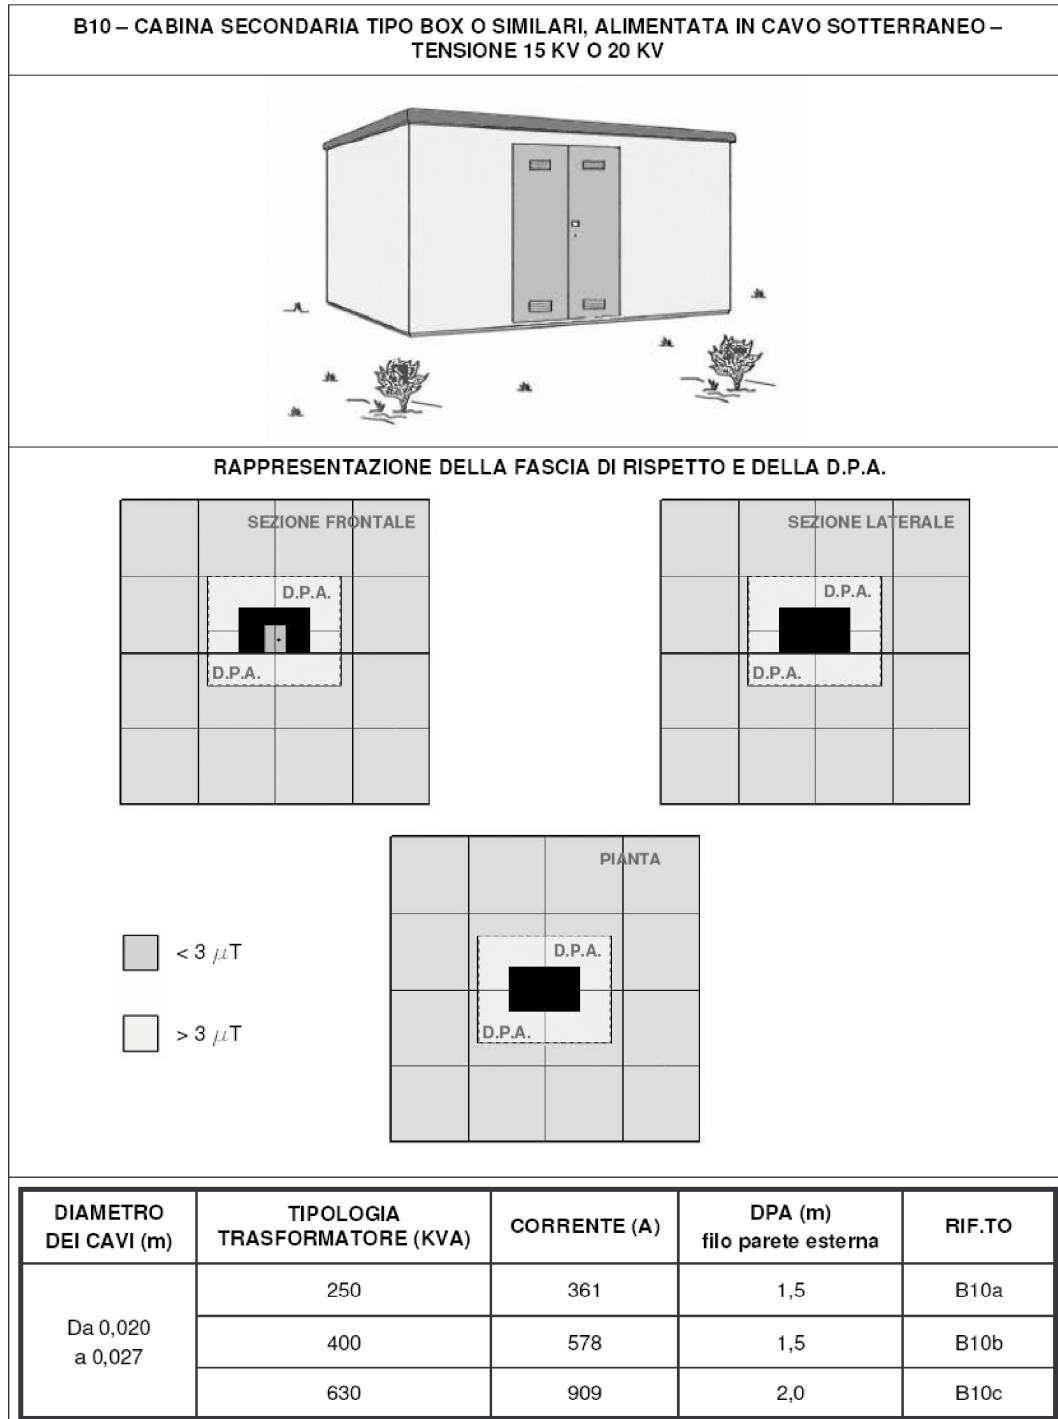 B10 – CABINA SECONDARIA TIPO BOX O SIMILARI, ALIMENTATA IN CAVO SOTTERRANEO –
TENSIONE 15 KV O 20 KV
RAPPRESENTAZIONE DELLA FASCIA DI RISPETTO E DELLA D.P.A.
SEZIONE FRONTALE
D.P.A.
D.P.A.
SEZIONE LATERALE
D.P.A.
D.P.A.
PIANTA
D.P.A.
D.P.A.
< 3 μT
> 3 μT
DIAMETRO
DEI CAVI (m)
TIPOLOGIA
TRASFORMATORE (KVA)
CORRENTE (A)
DPA (m)
filo parete esterna
RIF.TO
Da 0,020
a 0,027
250 361 1,5 B10a
400 578 1,5 B10b
630 909 2,0 B10c